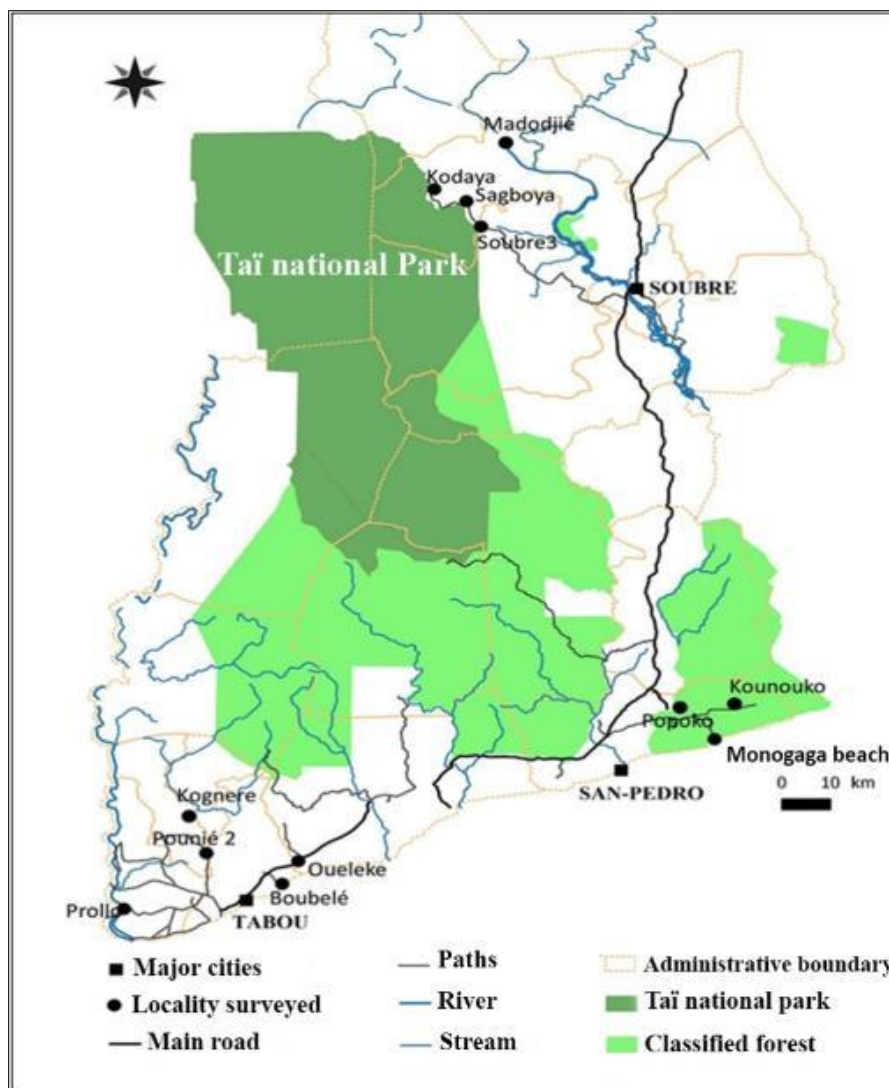 Madodjié
Kodaya
Sagboya
Soubre3
Taï national Park
SOUBRE
Kounouko
Popoko
Monogaga beach
SAN-PEDRO
0 10 km
Kognere
Pounié 2
Oueleke
Boubelé
Prollo
TABOU
Major cities
Locality surveyed
Main road
Paths
River
Stream
Administrative boundary
Taï national park
Classified forest